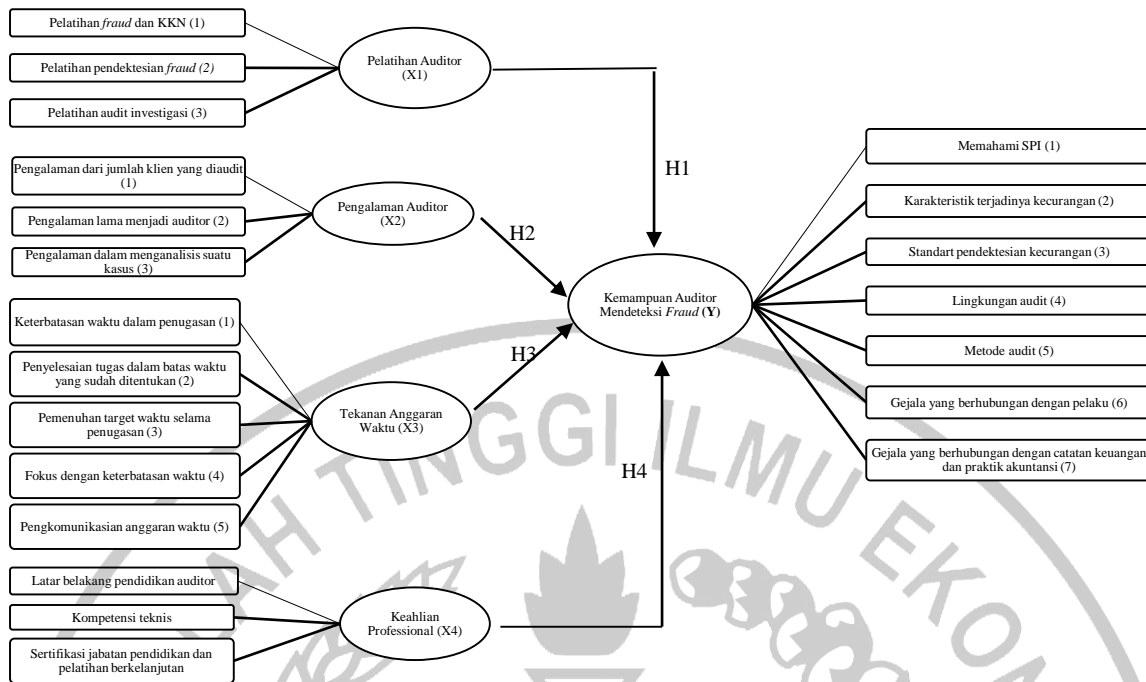 Pelatihan fraud dan KKN (1)
Pelatihan pendektesian fraud (2)
Pelatihan audit investigasi (3)
Pelatihan Auditor
(X1)
Pengalaman dari jumlah klien yang diaudit
(1)
Pengalaman lama menjadi auditor (2)
Pengalaman dalam menganalisis suatu
kasus (3)
Pengalaman Auditor
(X2)
Keterbatasan waktu dalam penugasan (1)
Penyelesaian tugas dalam batas waktu
yang sudah ditentukan (2)
Pemenuhan target waktu selama
penugasan (3)
Fokus dengan keterbatasan waktu (4)
Pengkomunikasian anggaran waktu (5)
Tekanan Anggaran
Waktu (X3)
Latar belakang pendidikan auditor
Kompetensi teknis
Sertifikasi jabatan pendidikan dan
pelatihan berkelanjutan
Keahlian
Professional (X4)
H1
H2
H3
H4
Kemampuan Auditor
Mendeteksi Fraud (Y)
Memahami SPI (1)
Karakteristik terjadinya kecurangan (2)
Standart pendektesian kecurangan (3)
Lingkungan audit (4)
Metode audit (5)
Gejala yang berhubungan dengan pelaku (6)
Gejala yang berhubungan dengan catatan keuangan
dan praktik akuntansi (7)
LAH TINGGI ILMU EKO